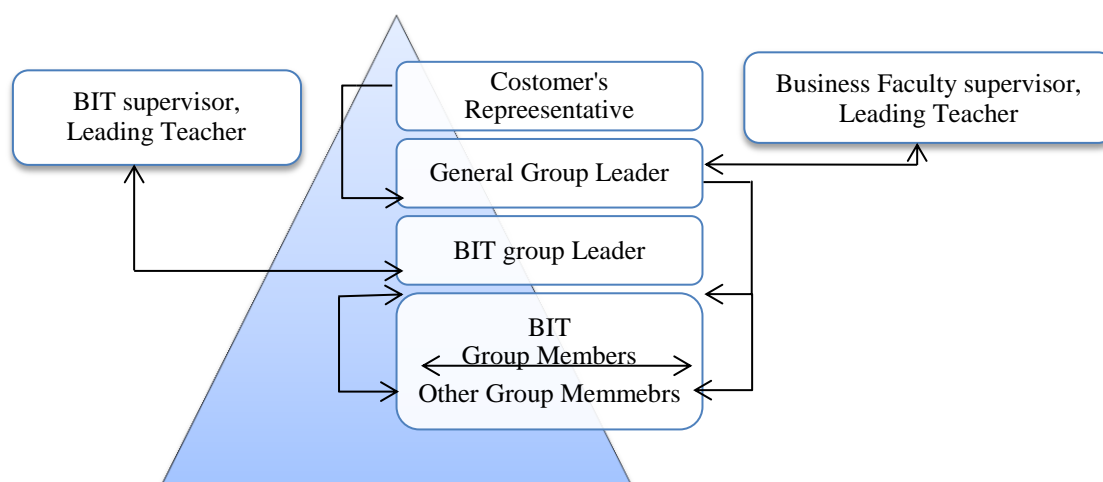 BIT supervisor,
Leading Teacher
Costomer's
Repreesentative
Business Faculty supervisor,
Leading Teacher
General Group Leader
BIT group Leader
BIT
Group Members
Other Group Memmebrs